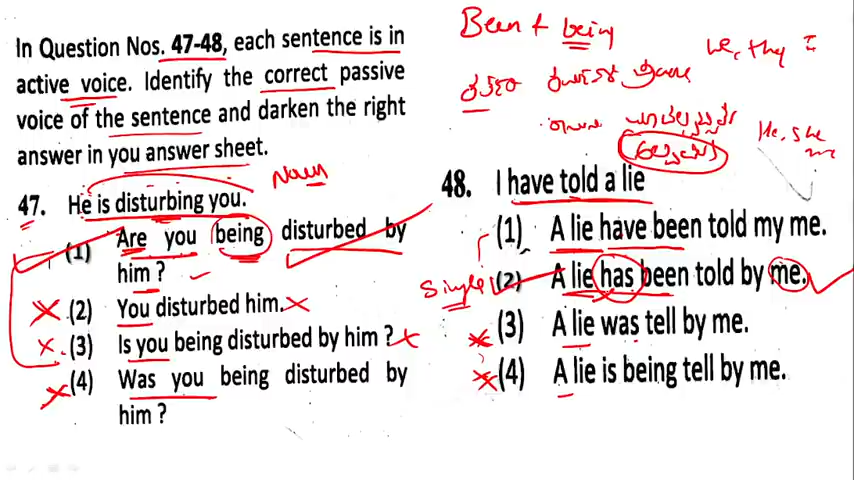 Been + being
we, they I
He, she
In Question Nos. 47-48, each sentence is in
active voice. Identify the correct passive
voice of the sentence and darken the right
answer in you answer sheet.
Noun
47. He is disturbing you.
(1) Are you being disturbed by
him ?
(2) You disturbed him.
(3) Is you being disturbed by him ?
(4) Was you being disturbed by
him ?
48. I have told a lie
(1) A lie have been told my me.
Single
(2) A lie has been told by me.
(3) A lie was tell by me.
(4) A lie is being tell by me.